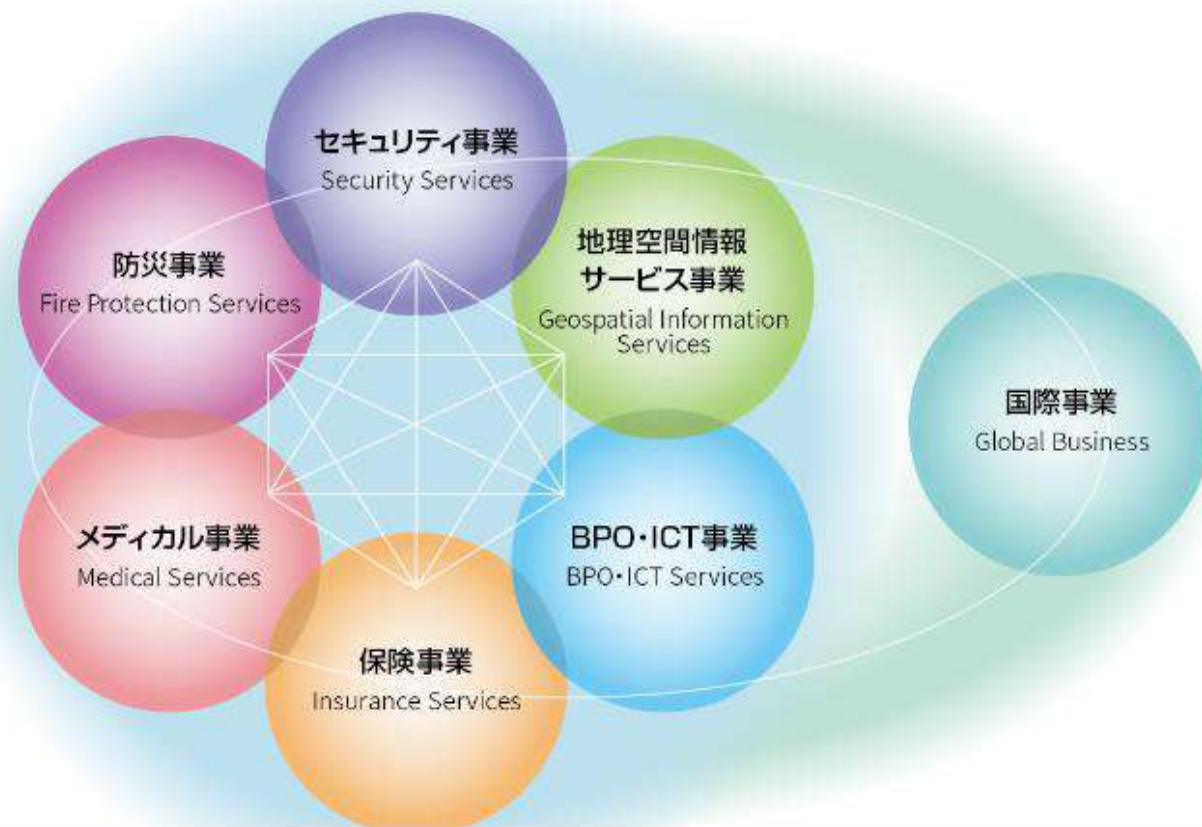 セキュリティ事業
Security Services
防災事業
Fire Protection Services
地理空間情報
サービス事業
Geospatial Information
Services
国際事業
Global Business
メディカル事業
Medical Services
BPO・ICT事業
BPO・ICT Services
保険事業
Insurance Services